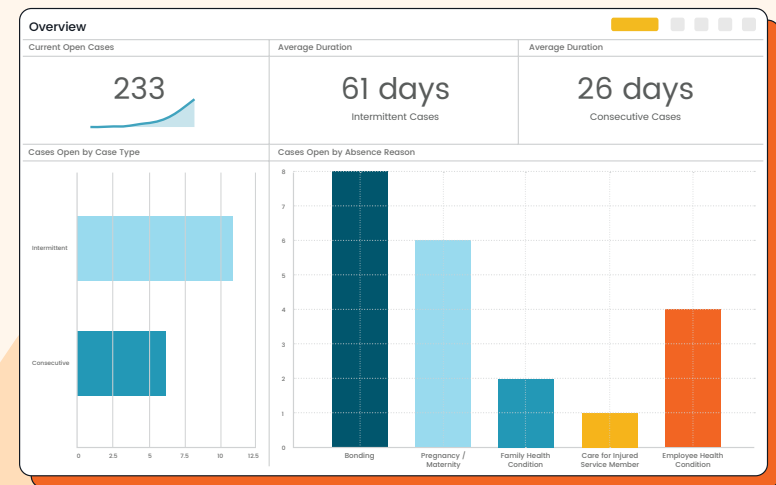 Overview
Current Open Cases
Average Duration
Average Duration
233
61 days
Intermittent Cases
26 days
Consecutive Cases
Cases Open by Case Type
Cases Open by Absence Reason
Intermittent
Consecutive
0 2.5 5 7.5 10 12.5
8
7
6
5
4
3
2
1
0
Bonding
Pregnancy /
Maternity
Family Health
Condition
Care for Injured
Service Member
Employee Health
Condition